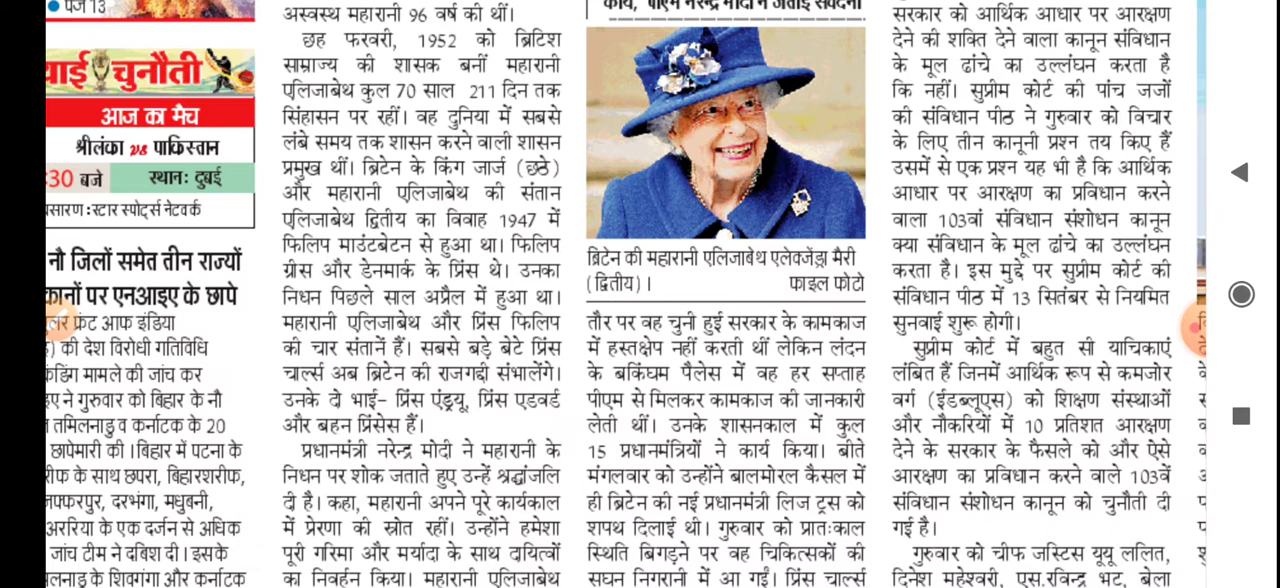 पेज 13
चुनौती
आज का मैच
श्रीलंका vs पाकिस्तान
:30 बजे
स्थानः दुबई
स्टार स्पोर्ट्स नेटवर्क
नौ जिलों समेत तीन राज्यों
पर एनआइए के छापे
फ्रंट आफ इंडिया
) की देश विरोधी गतिविधि
मामले की जांच कर
ने गुरुवार को बिहार के नौ
तमिलनाडु व कर्नाटक के 20
छापेमारी की। बिहार में पटना के
के साथ छपरा, बिहारशरीफ,
दरभंगा, मधुबनी,
अररिया के एक दर्जन से अधिक
जांच टीम ने दबिश दी। इसके
के शिवगंगा और कर्नाटक
अस्वस्थ महारानी 96 वर्ष की थीं।
छह फरवरी, 1952 को ब्रिटिश
साम्राज्य की शासक बनीं महारानी
एलिजाबेथ कुल 70 साल 211 दिन तक
सिंहासन पर रहीं। वह दुनिया में सबसे
लंबे समय तक शासन करने वाली शासन
प्रमुख थीं। ब्रिटेन के किंग जार्ज (छठे)
और महारानी एलिजाबेथ की संतान
एलिजाबेथ द्वितीय का विवाह 1947 में
फिलिप माउंटबेटन से हुआ था। फिलिप
ग्रीस और डेनमार्क के प्रिंस थे। उनका
निधन पिछले साल अप्रैल में हुआ था।
महारानी एलिजाबेथ और प्रिंस फिलिप
की चार संतानें हैं। सबसे बड़े बेटे प्रिंस
चार्ल्स अब ब्रिटेन की राजगद्दी संभालेंगे।
उनके दो भाई- प्रिंस एंड्रयू, प्रिंस एडवर्ड
और बहन प्रिंसेस हैं।
प्रधानमंत्री नरेन्द्र मोदी ने महारानी के
निधन पर शोक जताते हुए उन्हें श्रद्धांजलि
दी है। कहा, महारानी अपने पूरे कार्यकाल
में प्रेरणा की स्रोत रहीं। उन्होंने हमेशा
पूरी गरिमा और मर्यादा के साथ दायित्वों
का निवर्हन किया। महारानी एलिजाबेथ
कार्य, पीएम नरेन्द्र मोदी ने जताई संवेदना
ब्रिटेन की महारानी एलिजाबेथ एलेक्जेंड्रा मैरी
(द्वितीय)। फाइल फोटो
तौर पर वह चुनी हुई सरकार के कामकाज
में हस्तक्षेप नहीं करती थीं लेकिन लंदन
के बकिंघम पैलेस में वह हर सप्ताह
पीएम से मिलकर कामकाज की जानकारी
लेती थीं। उनके शासनकाल में कुल
15 प्रधानमंत्रियों ने कार्य किया। बीते
मंगलवार को उन्होंने बालमोरल कैसल में
ही ब्रिटेन की नई प्रधानमंत्री लिज ट्रस को
शपथ दिलाई थी। गुरुवार को प्रातःकाल
स्थिति बिगड़ने पर वह चिकित्सकों की
सघन निगरानी में आ गईं। प्रिंस चार्ल्स
सरकार को आर्थिक आधार पर आरक्षण
देने की शक्ति देने वाला कानून संविधान
के मूल ढांचे का उल्लंघन करता है
कि नहीं। सुप्रीम कोर्ट की पांच जजों
की संविधान पीठ ने गुरुवार को विचार
के लिए तीन कानूनी प्रश्न तय किए हैं
उसमें से एक प्रश्न यह भी है कि आर्थिक
आधार पर आरक्षण का प्रविधान करने
वाला 103वां संविधान संशोधन कानून
क्या संविधान के मूल ढांचे का उल्लंघन
करता है। इस मुद्दे पर सुप्रीम कोर्ट की
संविधान पीठ में 13 सितंबर से नियमित
सुनवाई शुरू होगी।
सुप्रीम कोर्ट में बहुत सी याचिकाएं
लंबित हैं जिनमें आर्थिक रूप से कमजोर
वर्ग (ईडब्लूएस) को शिक्षण संस्थाओं
और नौकरियों में 10 प्रतिशत आरक्षण
देने के सरकार के फैसले को और ऐसे
आरक्षण का प्रविधान करने वाले 103वें
संविधान संशोधन कानून को चुनौती दी
गई है।
गुरुवार को चीफ जस्टिस यूयू ललित,
दिनेश महेश्वरी, एस.रविन्द्र भट, बेला